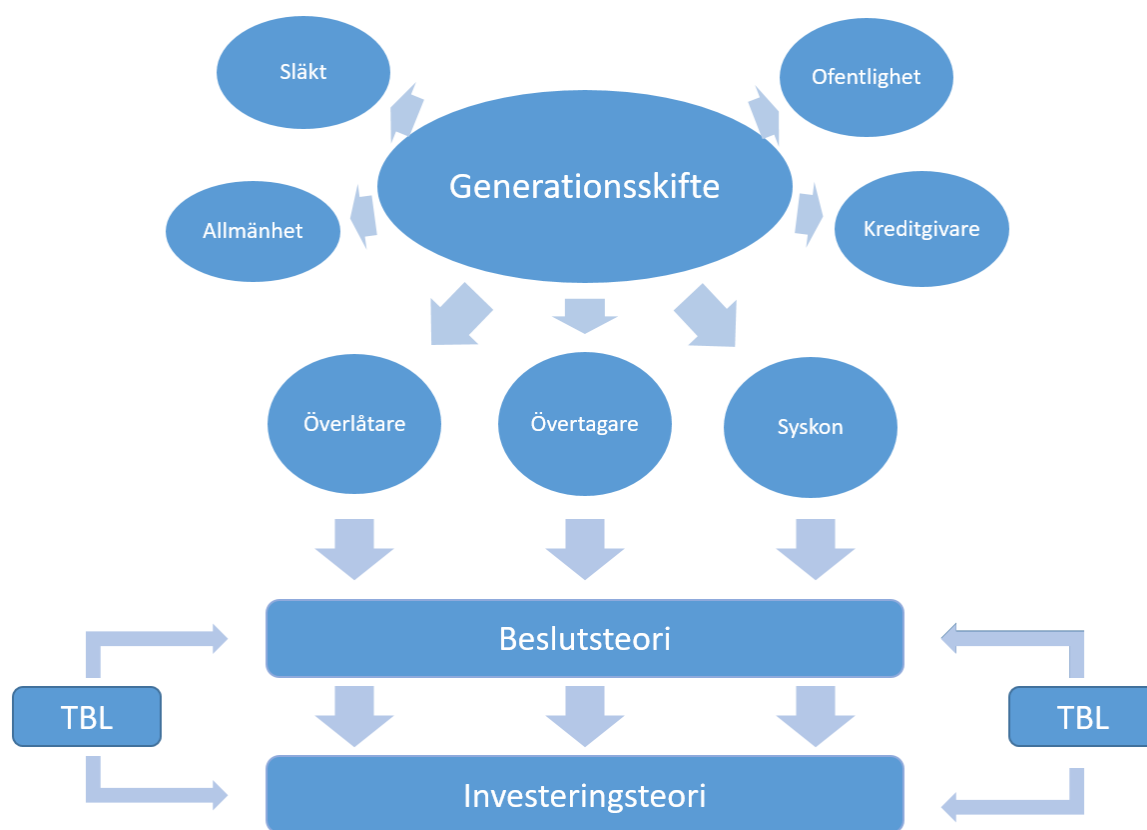 Släkt
Ofentlighet
Generationsskifte
Allmänhet
Kreditgivare
Överlåtare
Övertagare
Syskon
Beslutsteori
TBL
TBL
Investeringsteori